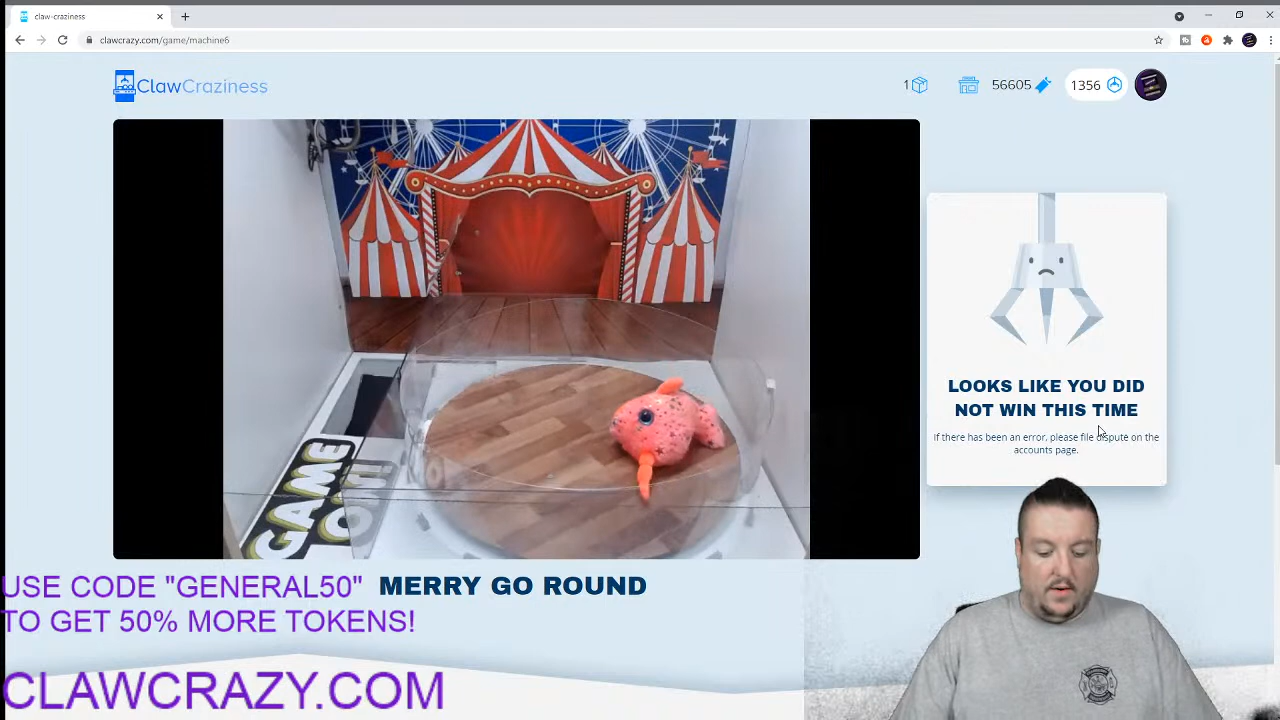 claw-craziness
clawcrazy.com/game/machine6
ClawCraziness
1
56605
1356
LOOKS LIKE YOU DID
NOT WIN THIS TIME
If there has been an error, please file dispute on the
accounts page.
GAME
ON!
MERRY GO ROUND
USE CODE "GENERAL50"
TO GET 50% MORE TOKENS!
CLAWCRAZY.COM